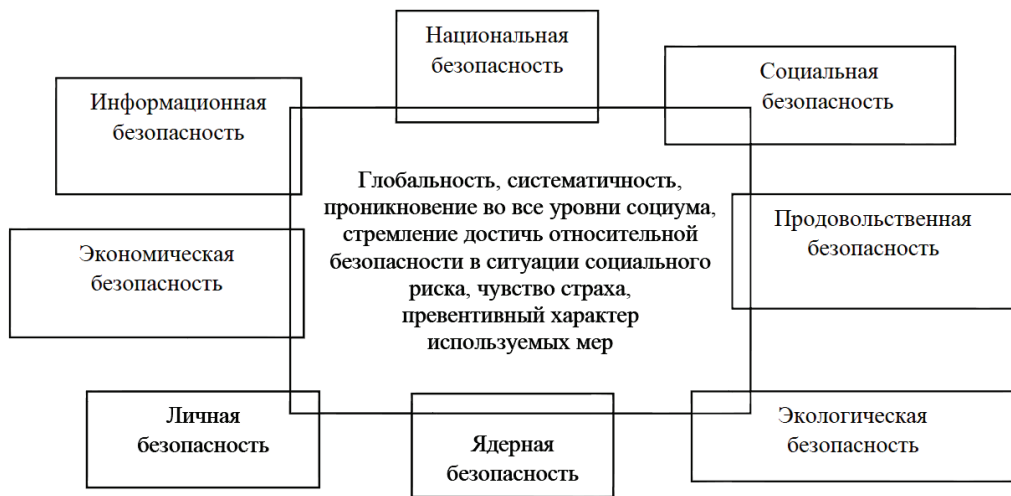 Национальная
безопасность
Социальная
безопасность
Информационная
безопасность
Глобальность, систематичность,
проникновение во все уровни социума,
стремление достичь относительной
безопасности в ситуации социального
риска, чувство страха,
превентивный характер
используемых мер
Продовольственная
безопасность
Экономическая
безопасность
Личная
безопасность
Ядерная
безопасность
Экологическая
безопасность